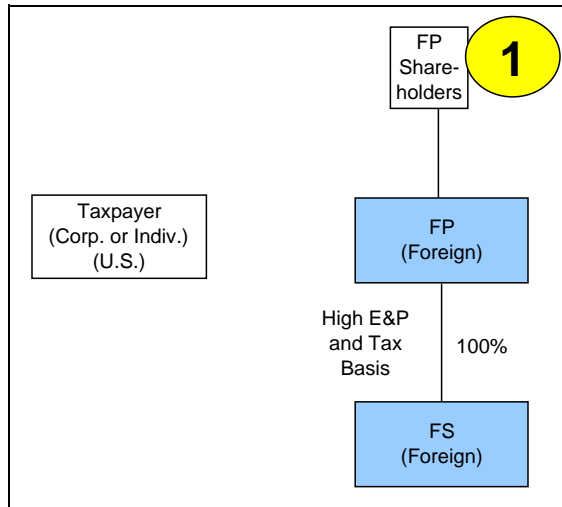 FP
Share-
holders
1
Taxpayer
(Corp. or Indiv.)
(U.S.)
FP
(Foreign)
High E&P
and Tax
Basis
100%
FS
(Foreign)